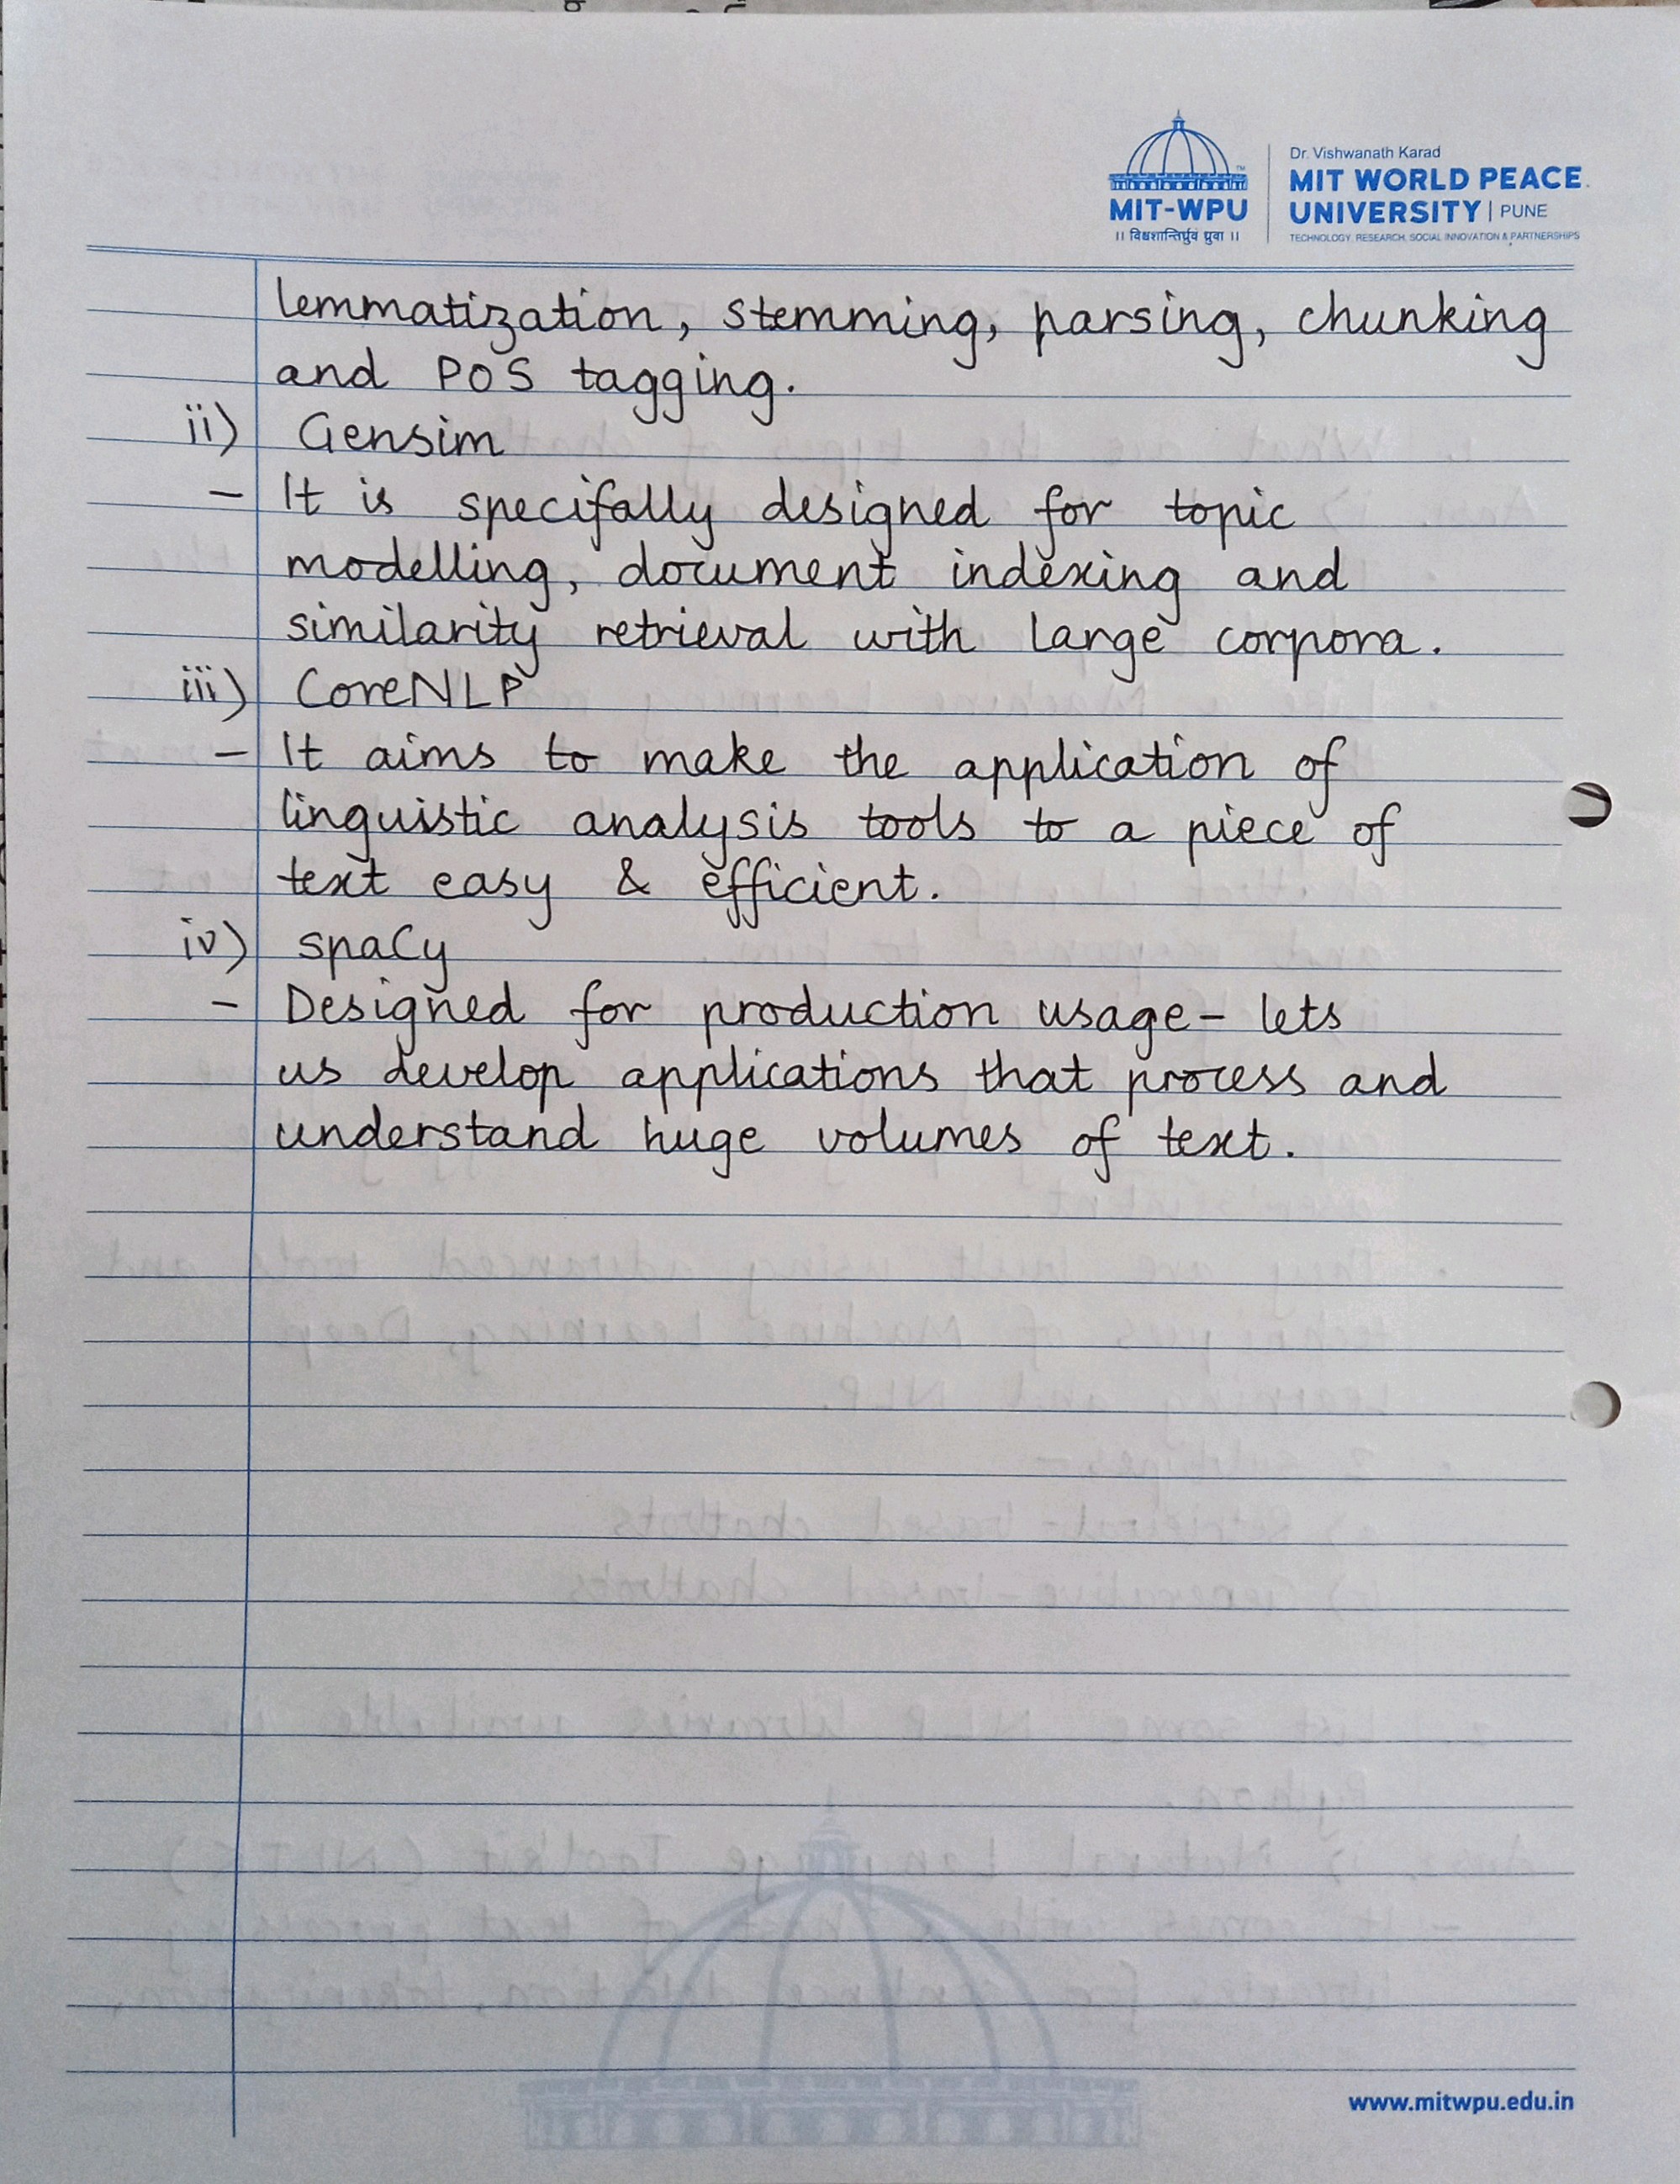 Dr. Vishwanath Karad
MIT WORLD PEACE
UNIVERSITY | PUNE
TECHNOLOGY, RESEARCH, SOCIAL INNOVATION & PARTNERSHIPS
MIT-WPU
।। विश्वशान्तिर्ध्रुवं ध्रुवा ।।
lemmatization, stemming, parsing, chunking
and POS tagging.
ii) Gensim
- It is specifally designed for topic
modelling, document indexing and
similarity retrieval with large corpora.
iii) CoreNLP
- It aims to make the application of
linguistic analysis tools to a piece of
text easy & efficient.
iv) spaCy
- Designed for production usage- lets
us develop applications that process and
understand huge volumes of text.
www.mitwpu.edu.in